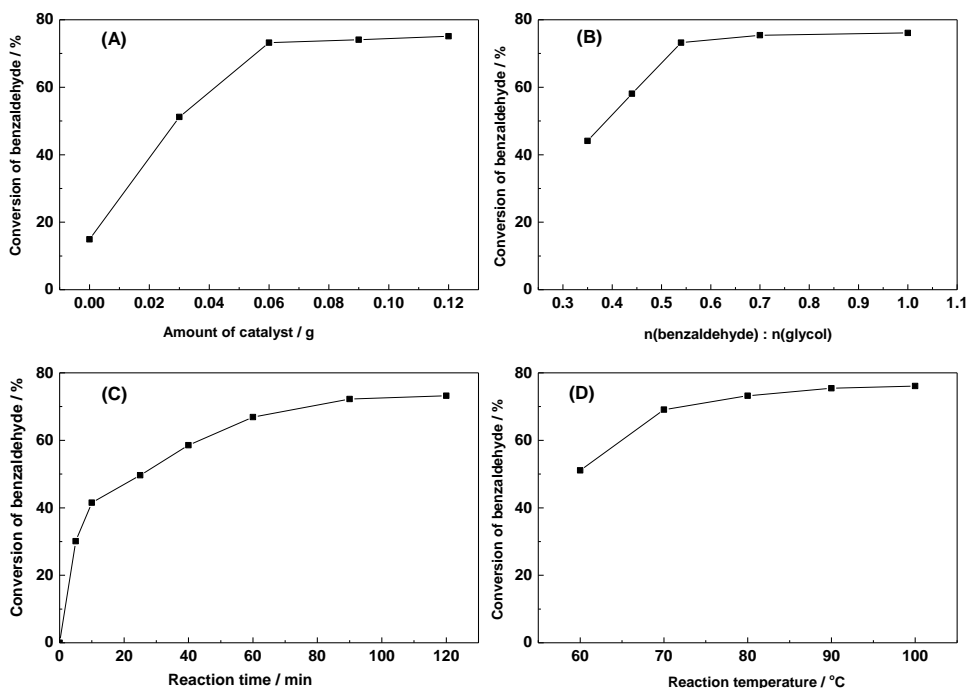 (A)
Conversion of benzaldehyde / %
80
60
40
20
0
0.00 0.02 0.04 0.06 0.08 0.10 0.12
Amount of catalyst / g
(B)
Conversion of benzaldehyde / %
80
60
40
20
0
0.3 0.4 0.5 0.6 0.7 0.8 0.9 1.0 1.1
n(benzaldehyde) : n(glycol)
(C)
Conversion of benzaldehyde / %
80
60
40
20
0
0 20 40 60 80 100 120
Reaction time / min
(D)
Conversion of benzaldehyde / %
80
60
40
20
0
60 70 80 90 100
Reaction temperature / °C